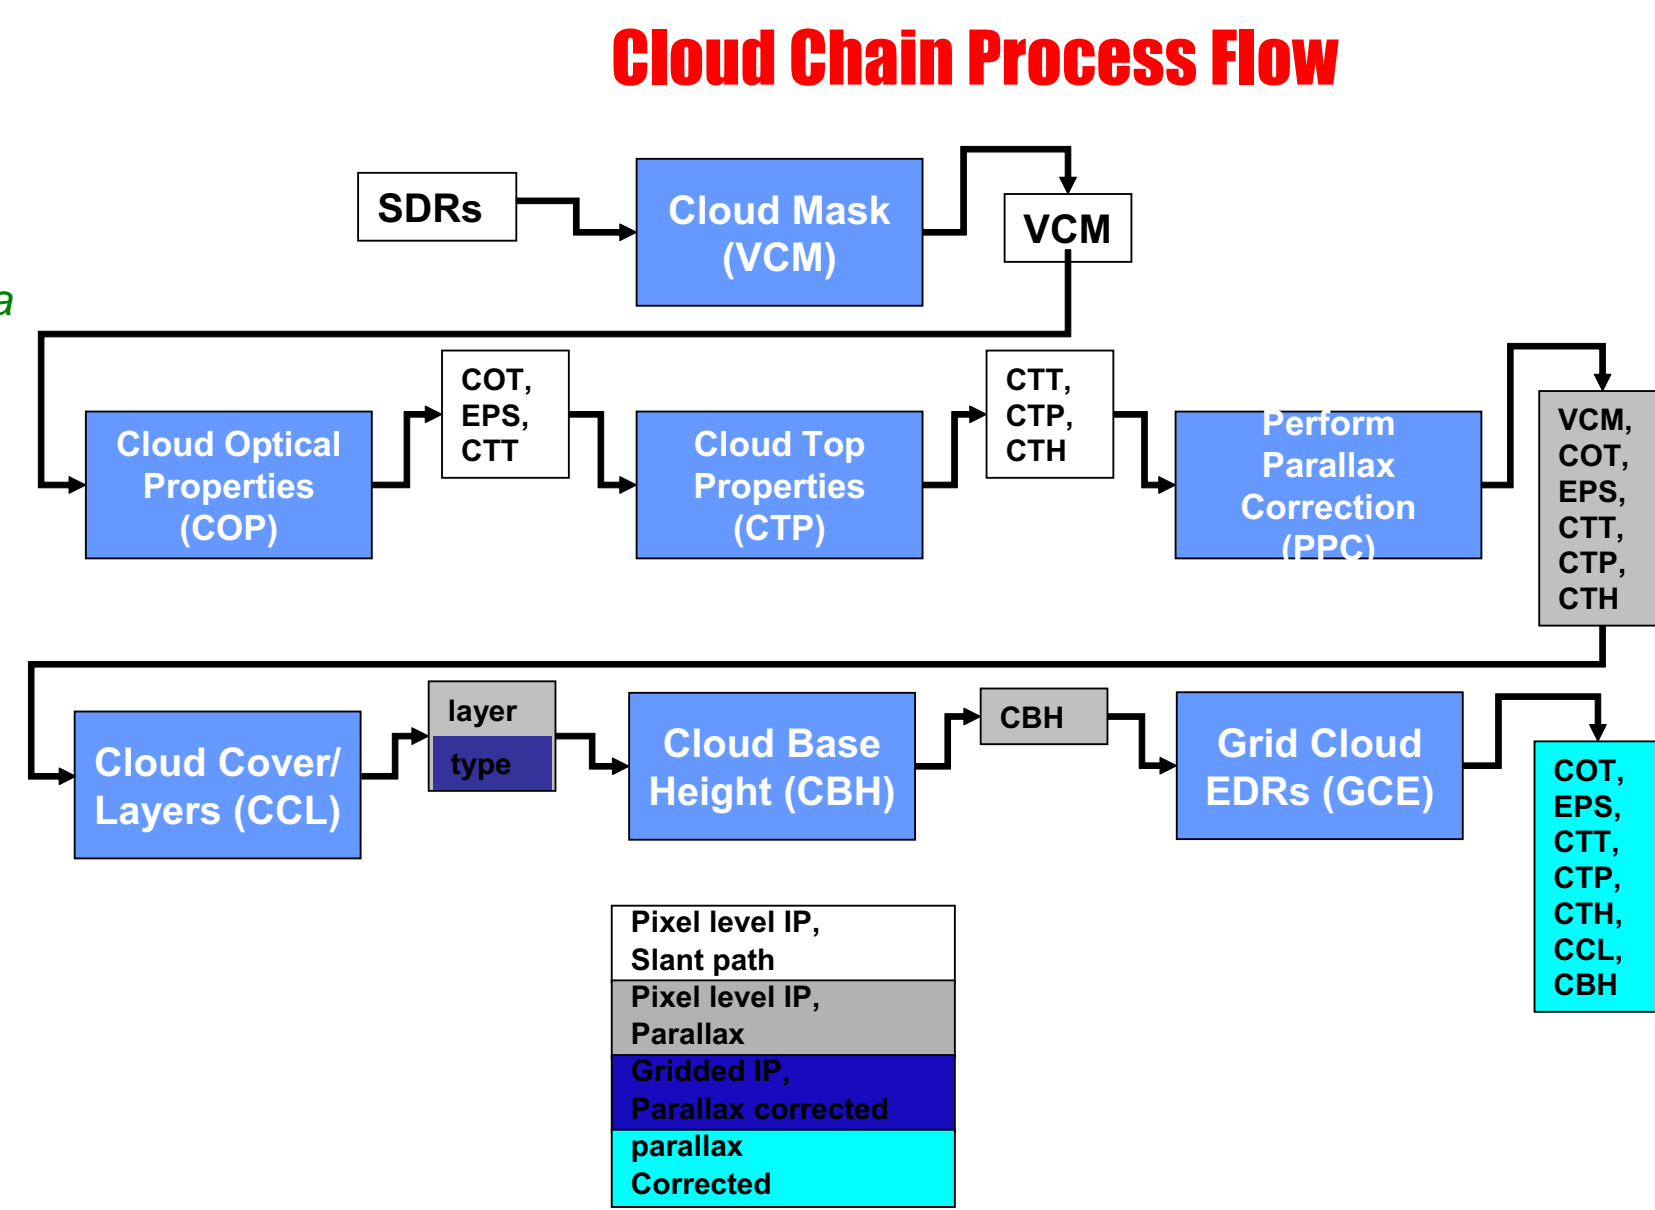 Cloud Chain Process Flow
SDRs
Cloud Mask
(VCM)
VCM
a
Cloud Optical
Properties
(COP)
COT,
EPS,
CTT
Cloud Top
Properties
(CTP)
CTT,
CTP,
CTH
Perform
Parallax
Correction
(PPC)
VCM,
COT,
EPS,
CTT,
CTP,
CTH
Cloud Cover/
Layers (CCL)
layer
type
Cloud Base
Height (CBH)
CBH
Grid Cloud
EDRs (GCE)
COT,
EPS,
CTT,
CTP,
CTH,
CCL,
CBH
Pixel level IP,
Slant path
Pixel level IP,
Parallax
Gridded IP,
Parallax corrected
parallax
Corrected